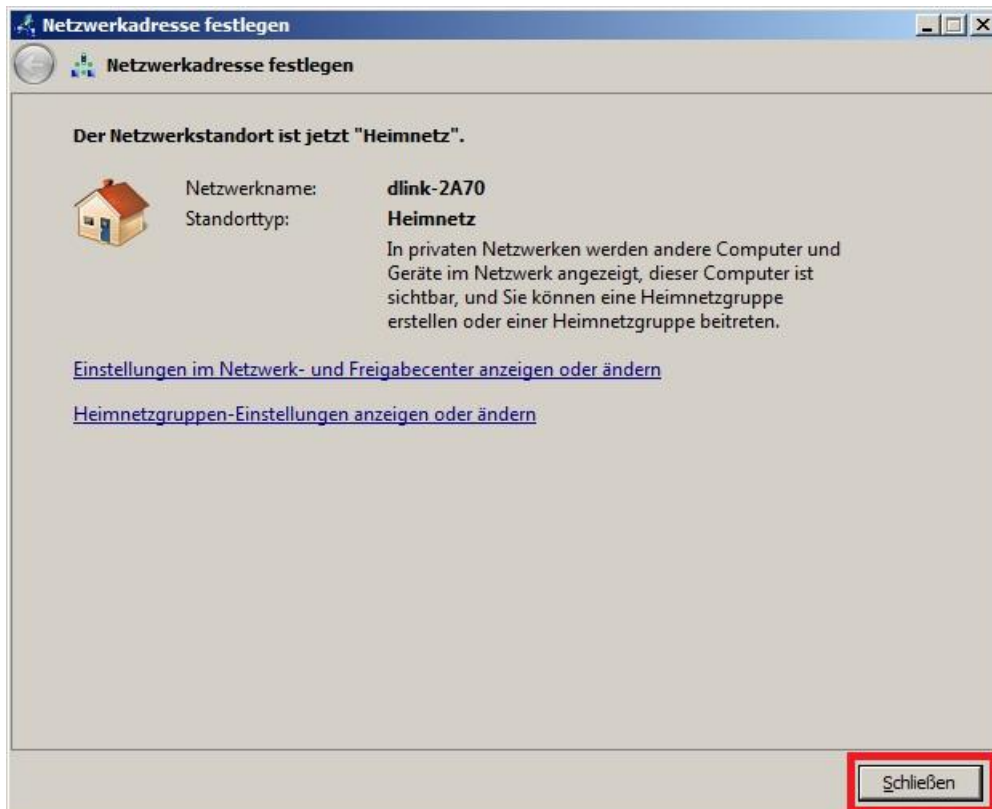 Netzwerkadresse festlegen
Netzwerkadresse festlegen
Der Netzwerkstandort ist jetzt "Heimnetz".
Netzwerkname: dlink-2A70
Standorttyp: Heimnetz
In privaten Netzwerken werden andere Computer und
Geräte im Netzwerk angezeigt, dieser Computer ist
sichtbar, und Sie können eine Heimnetzgruppe
erstellen oder einer Heimnetzgruppe beitreten.
Einstellungen im Netzwerk- und Freigabecenter anzeigen oder ändern
Heimnetzgruppen-Einstellungen anzeigen oder ändern
Schließen